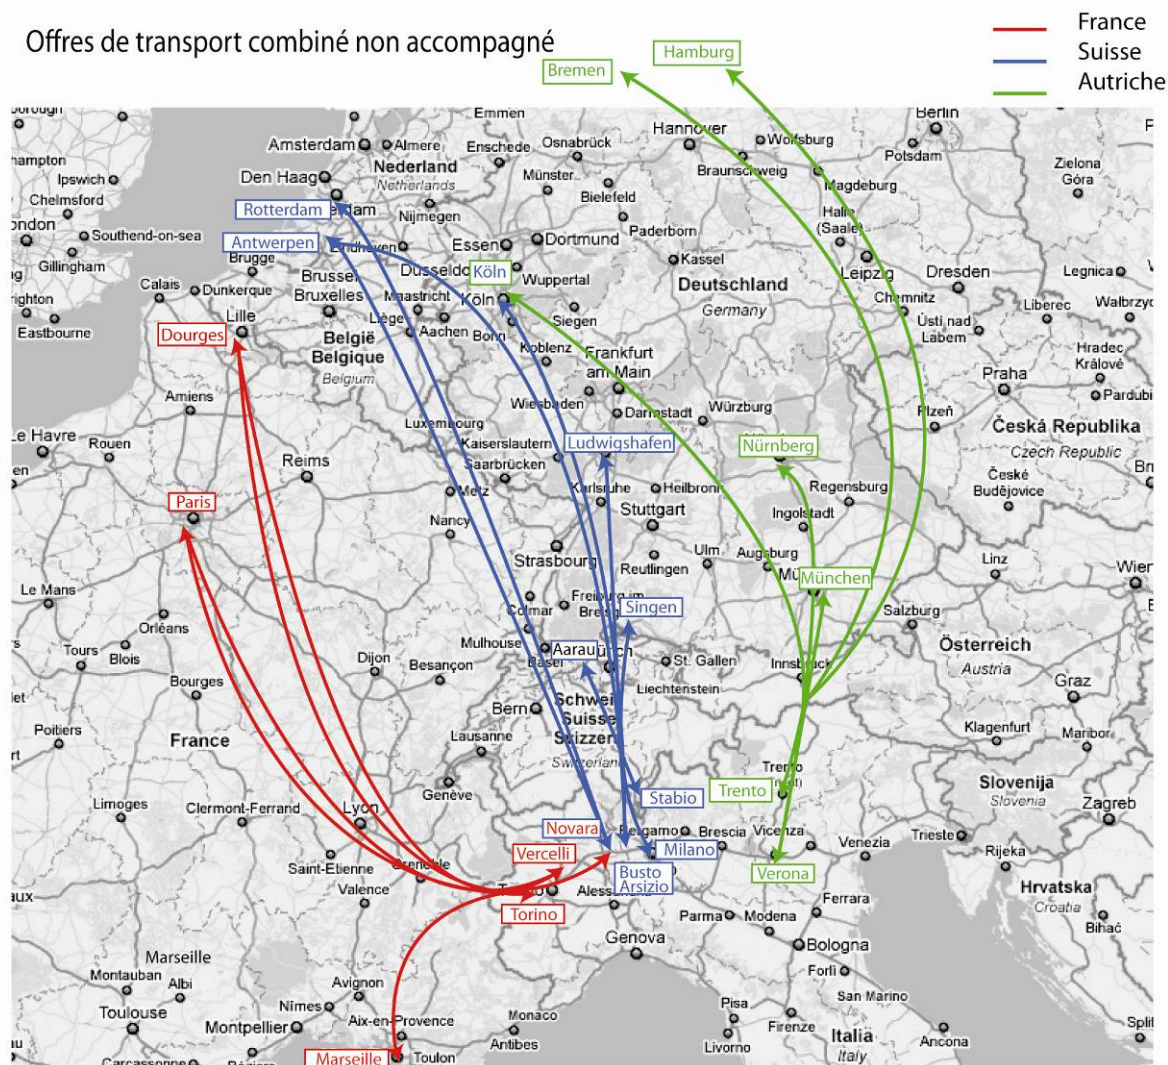 Offres de transport combiné non accompagné
France
Suisse
Autriche
Hamburg
Bremen
Emmen
Hannover
Berlin
Wolfsburg
Amsterdam
Almere
Enschede
Osnabrück
Potsdam
Nederland
Netherlands
Braunschweig
Magdeburg
Zielona
Góra
Ipswich
Den Haag
Münster
Bielefeld
Chelmsford
Rotterdam
Nijmegen
Halle
(Saale)
Southend-on-sea
Antwerpen
Eindhoven
Essen
Dortmund
Paderborn
Gillingham
Brugge
Köln
Kassel
Leipzig
Dresden
Legnica
Calais
Dunkerque
Brussel
Bruxelles
Maastricht
Köln
Wuppertal
Deutschland
Germany
Chemnitz
Liberec
Eastbourne
Lille
Liège
Aachen
Bonn
Siegen
Ústí nad
Labem
Dourges
België
Belgique
Belgium
Koblenz
Frankfurt
am Main
Hradec
Králové
Praha
Amiens
Wiesbaden
Darmstadt
Würzburg
Plzeň
Le Havre
Rouen
Luxembourg
Kaiserslautern
Ludwigshafen
Nürnberg
Česká Republika
Czech Republic
Reims
Saarbrücken
České
Budějovice
Paris
Metz
Karlsruhe
Heilbronn
Regensburg
Nancy
Stuttgart
Ingolstadt
Strasbourg
Reutlingen
Ulm
Augsburg
München
Linz
Le Mans
Colmar
Singen
Salzburg
Orléans
Mulhouse
Aarau
Österreich
Austria
Tours
Blois
Dijon
Besançon
Basel
St. Gallen
Innsbruck
Bourges
Liechtenstein
Graz
Poitiers
France
Bern
Suisse
Lausanne
Klagenfurt
Maribor
Genève
Stabio
Trento
Trento
Slovenija
Slovenia
Limoges
Clermont-Ferrand
Lyon
Zagreb
Novara
Bergamo
Brescia
Vicenza
Venezia
Trieste
Saint-Etienne
Grenoble
Vercelli
Milano
Rijeka
Valence
Busto
Arsizio
Verona
Hrvatska
Croatia
Torino
Ferrara
Parma
Modena
Bihać
Genova
Bologna
Marseille
Forlì
Montauban
Albi
Avignon
San Marino
Toulouse
Nîmes
Montpellier
Aix-en-Provence
Monaco
Antibes
Pisa
Firenze
Livorno
Italia
Italy
Ancona
Marseille
Toulon